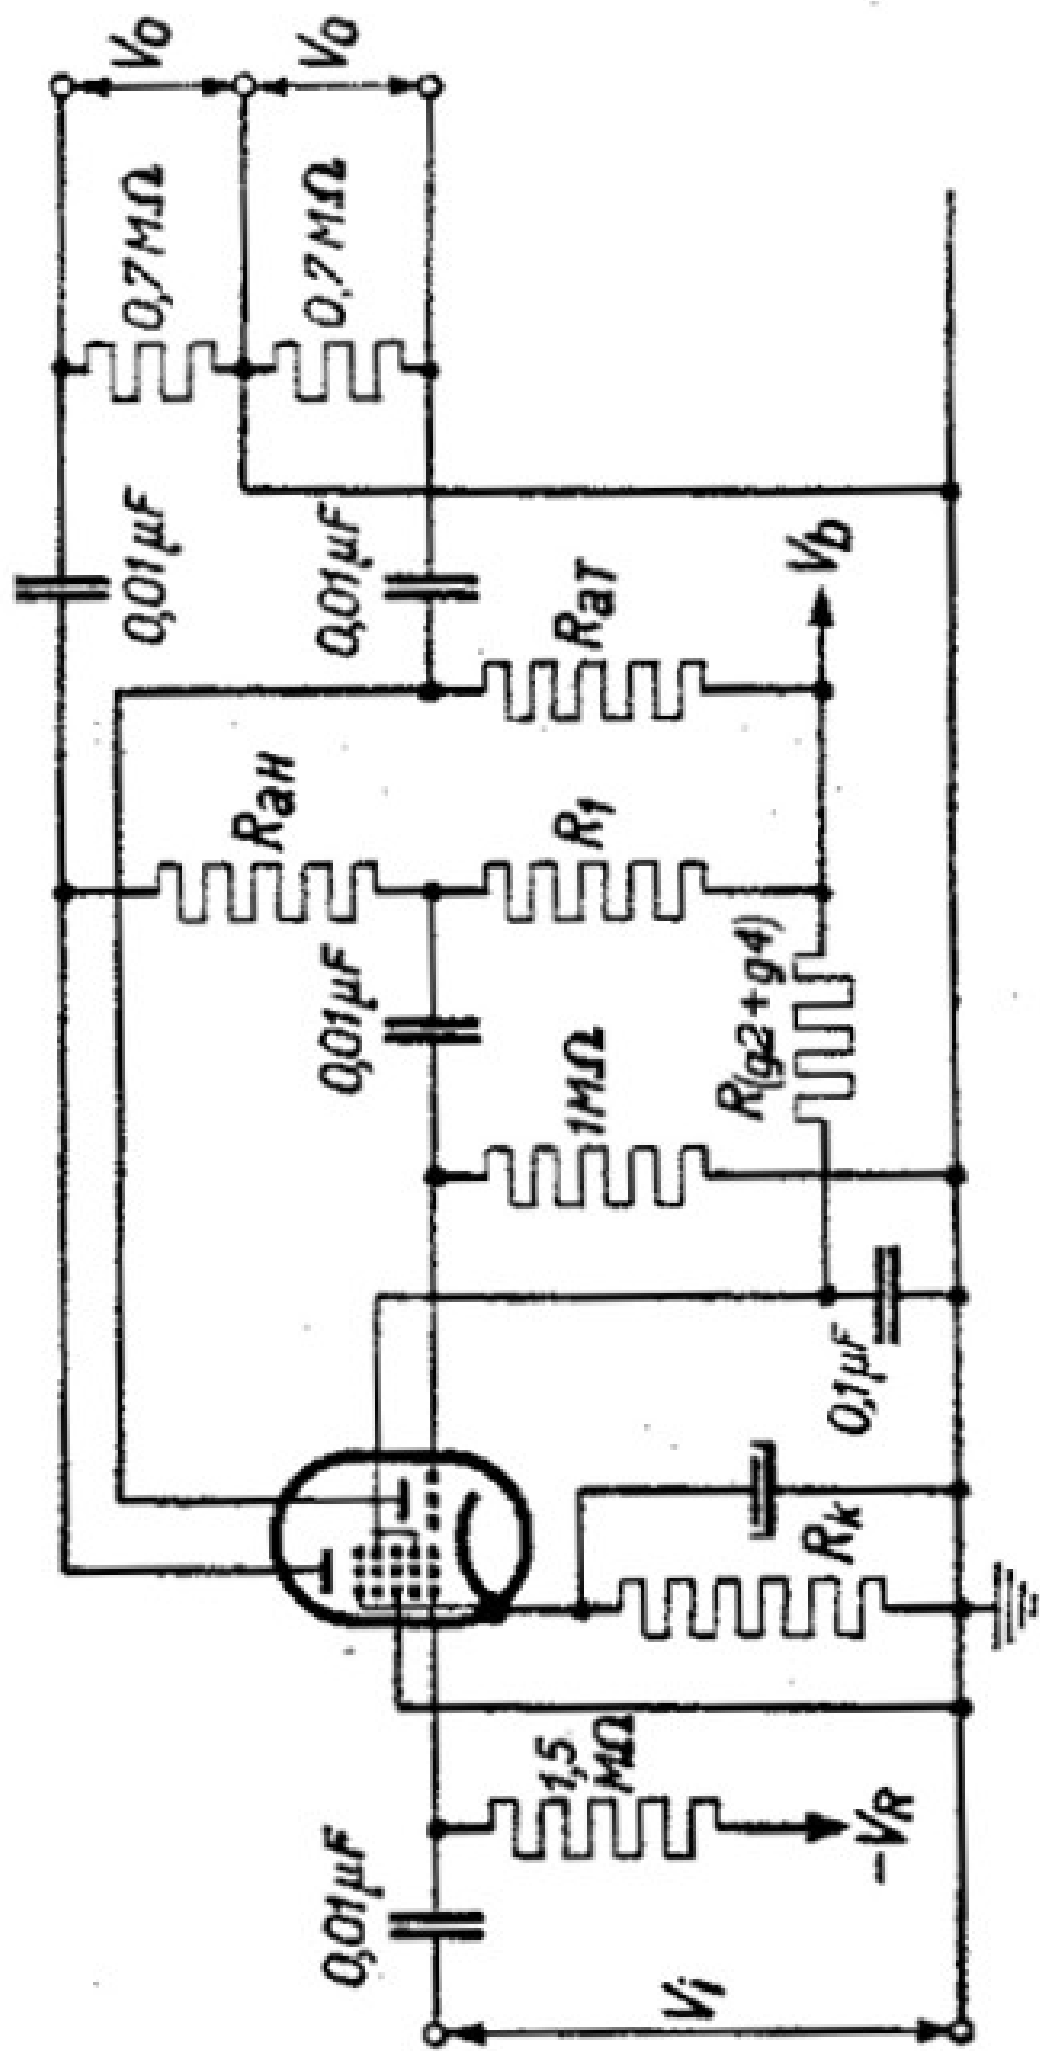 Vo
Vo
0,7MΩ
0,7MΩ
0,01µF
0,01µF
RaT
Vb
RaH
R1
0,01µF
R(g2+g4)
1MΩ
0,1µF
Rk
1,5
MΩ
-VR
0,01µF
Vi